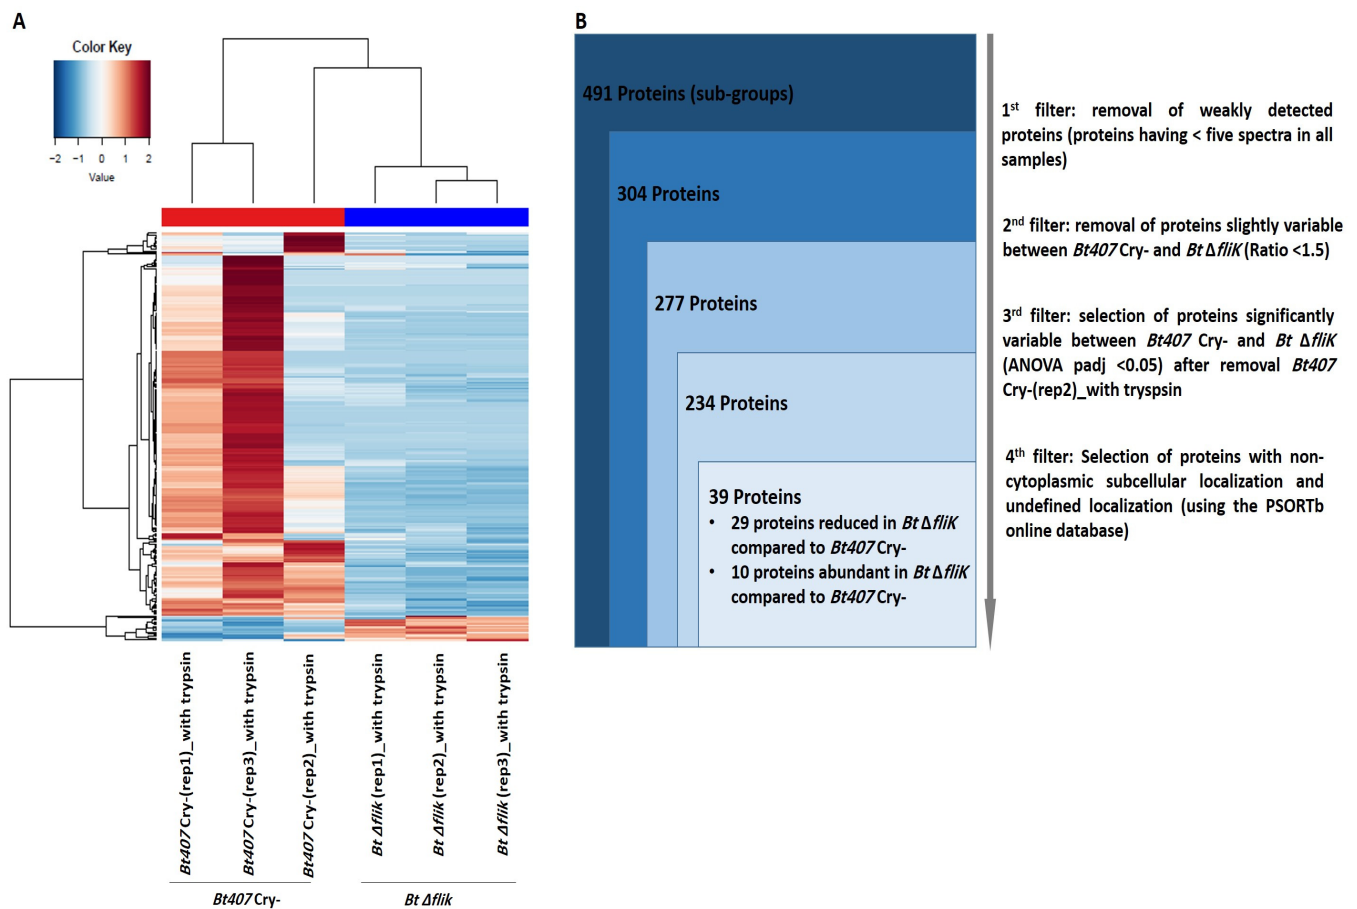 A
Color Key
−2 −1 0 1 2
Value
Bt407 Cry-(rep1)_with trypsin
Bt407 Cry-(rep3)_with trypsin
Bt407 Cry-(rep2)_with trypsin
Bt Δflik (rep1)_with trypsin
Bt Δflik (rep2)_with trypsin
Bt Δflik (rep3)_with trypsin
Bt407 Cry-
Bt Δflik
B
491 Proteins (sub-groups)
304 Proteins
277 Proteins
234 Proteins
39 Proteins
• 29 proteins reduced in Bt ΔfliK
compared to Bt407 Cry-
• 10 proteins abundant in Bt ΔfliK
compared to Bt407 Cry-
1st filter: removal of weakly detected
proteins (proteins having < five spectra in all
samples)
2nd filter: removal of proteins slightly variable
between Bt407 Cry- and Bt ΔfliK (Ratio <1.5)
3rd filter: selection of proteins significantly
variable between Bt407 Cry- and Bt ΔfliK
(ANOVA padj <0.05) after removal Bt407
Cry-(rep2)_with tryspsin
4th filter: Selection of proteins with non-
cytoplasmic subcellular localization and
undefined localization (using the PSORTb
online database)